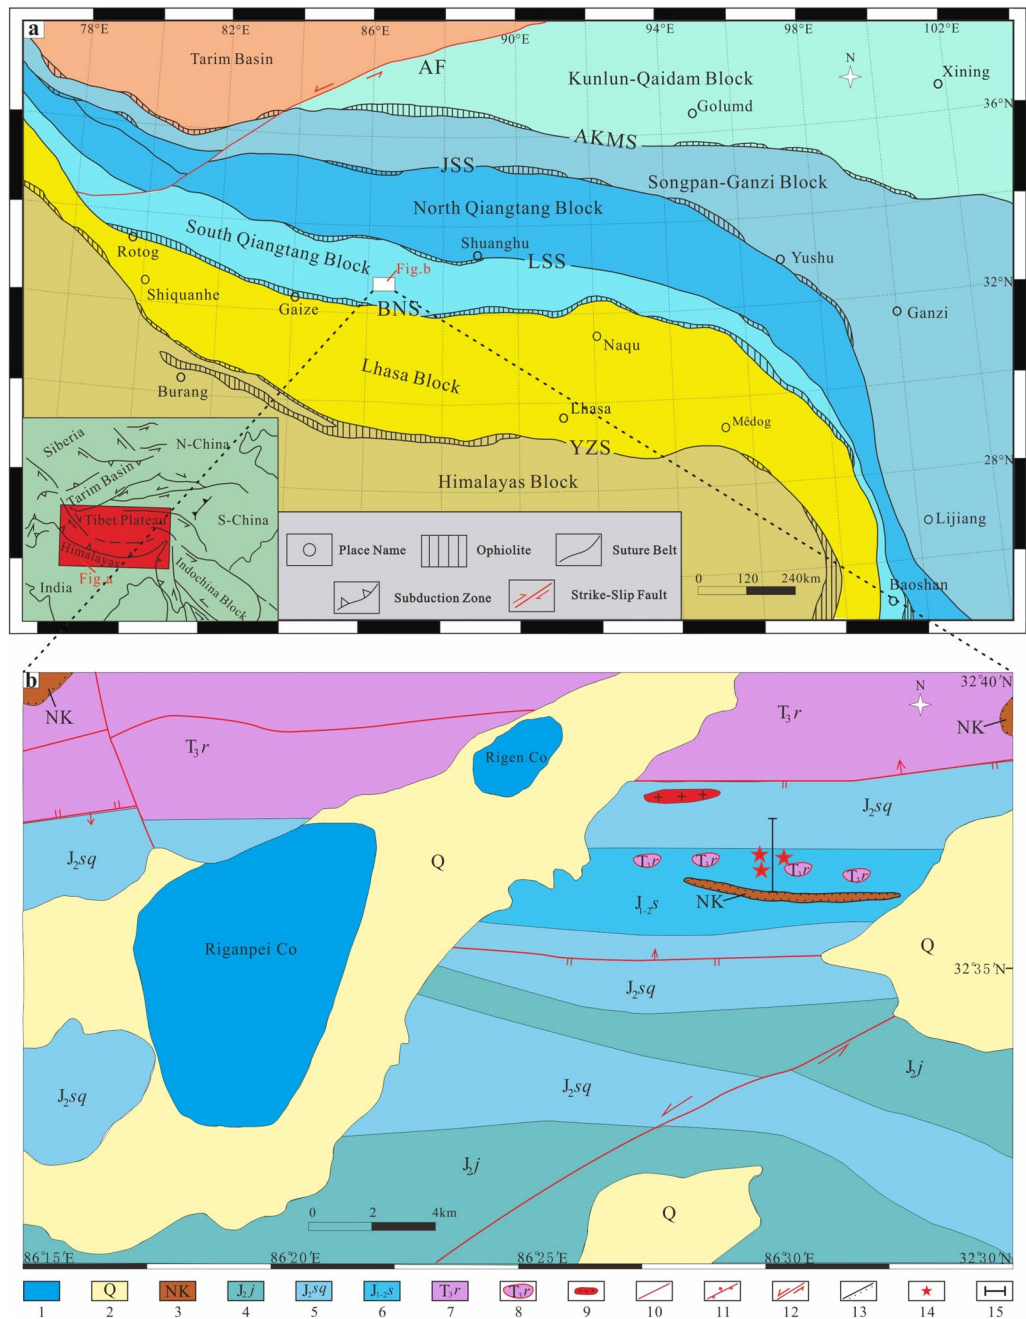 a
78°E
82°E
86°E
90°E
94°E
98°E
102°E
Tarim Basin
AF
Kunlun-Qaidam Block
Xining
N
Golumd
36°N
AKMS
JSS
Songpan-Ganzi Block
North Qiangtang Block
South Qiangtang Block
Shuanghu
LSS
Yushu
Rotog
Fig.b
32°N
Shiquanhe
Gaize
BNS
Ganzi
Naqu
Lhasa Block
Burang
Lhasa
Mêdog
YZS
28°N
Himalayas Block
Lijiang
Baoshan
Siberia
N-China
Tarim Basin
Tibet Plateau
S-China
Himalayas
Fig.a
India
Indochina Block
Place Name
Ophiolite
Suture Belt
Subduction Zone
Strike-Slip Fault
0 120 240km
b
32°40′N
N
NK
T₃r
T₃r
NK
Rigen Co
J₂sq
J₂sq
Q
T₃r
T₃r
T₃r
T₃r
NK
J₁₋₂s
Riganpei Co
Q
32°35′N
J₂sq
J₂sq
J₂sq
J₂j
J₂j
Q
0 2 4km
86°15′E
86°20′E
86°25′E
86°30′E
32°30′N
Q
NK
J₂j
J₂sq
J₁₋₂s
T₃r
T₃r
1 2 3 4 5 6 7 8 9 10 11 12 13 14 15